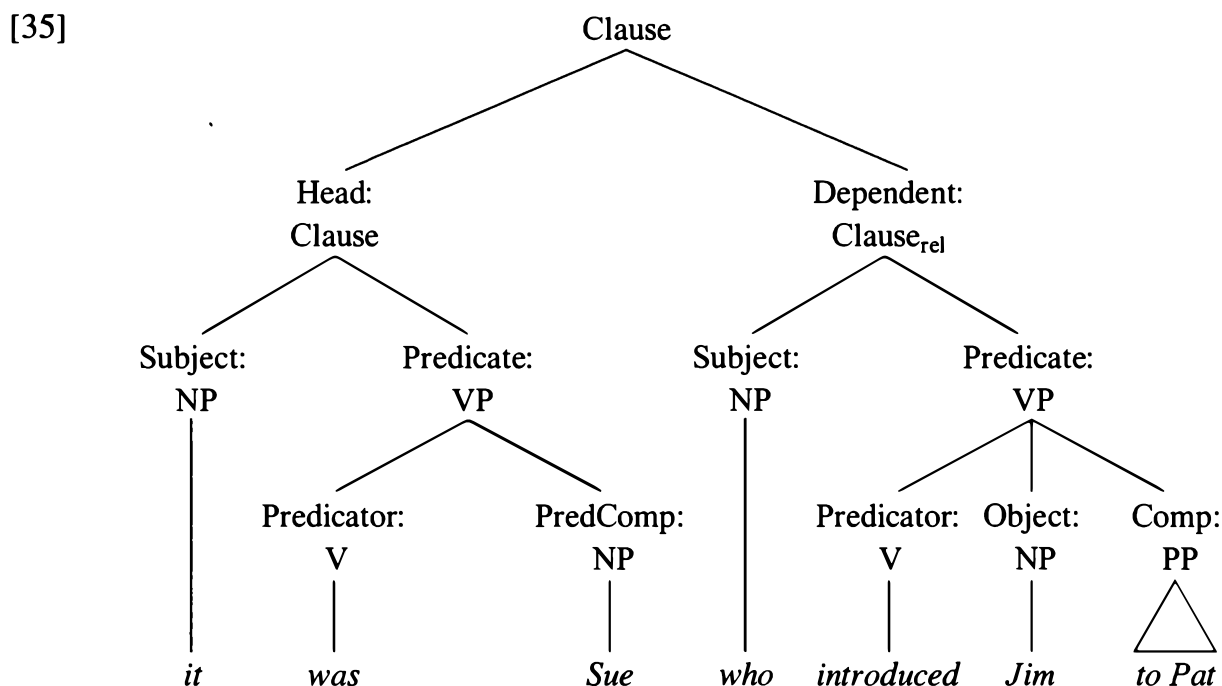 [35] Clause
Head: Dependent:
Clause Clauserel
Subject: Predicate: Subject: Predicate:
NP VP NP VP
Predicator: PredComp: Predicator: Object: Comp:
V NP V NP PP
it was Sue who introduced Jim to Pat